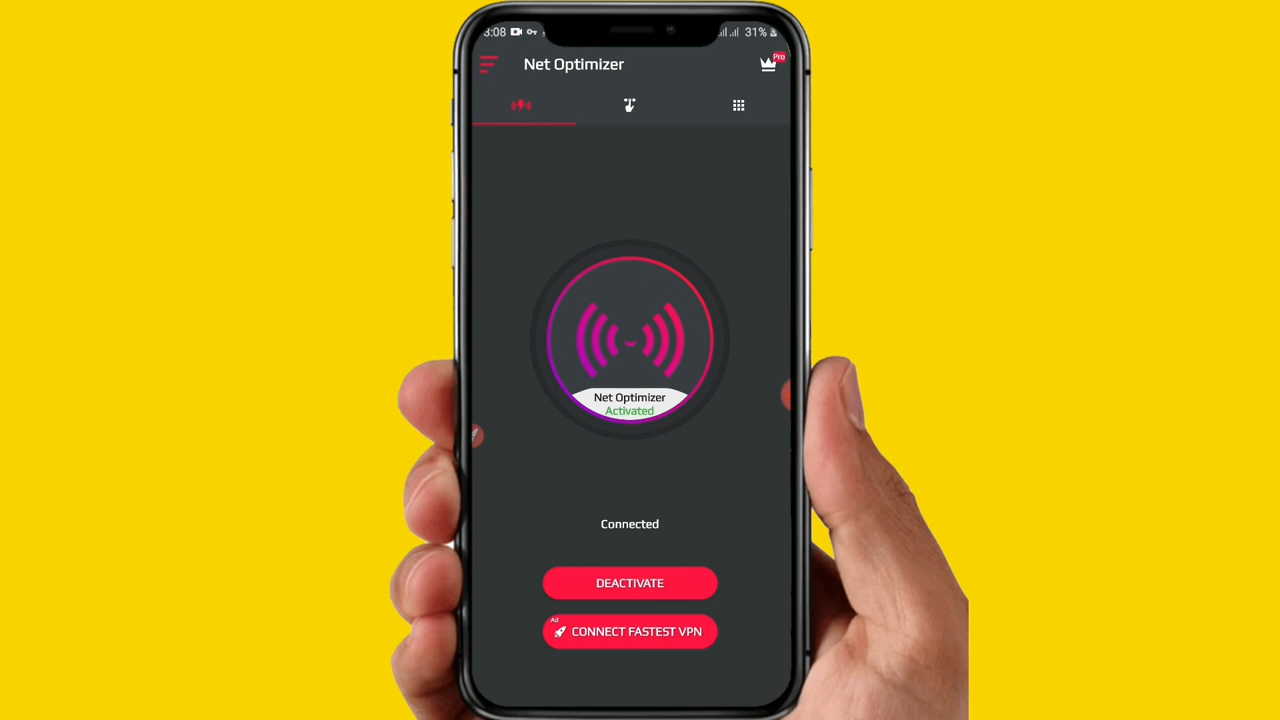 3:08 31%
Net Optimizer
Pro
Net Optimizer
Activated
Connected
DEACTIVATE
Ad
CONNECT FASTEST VPN